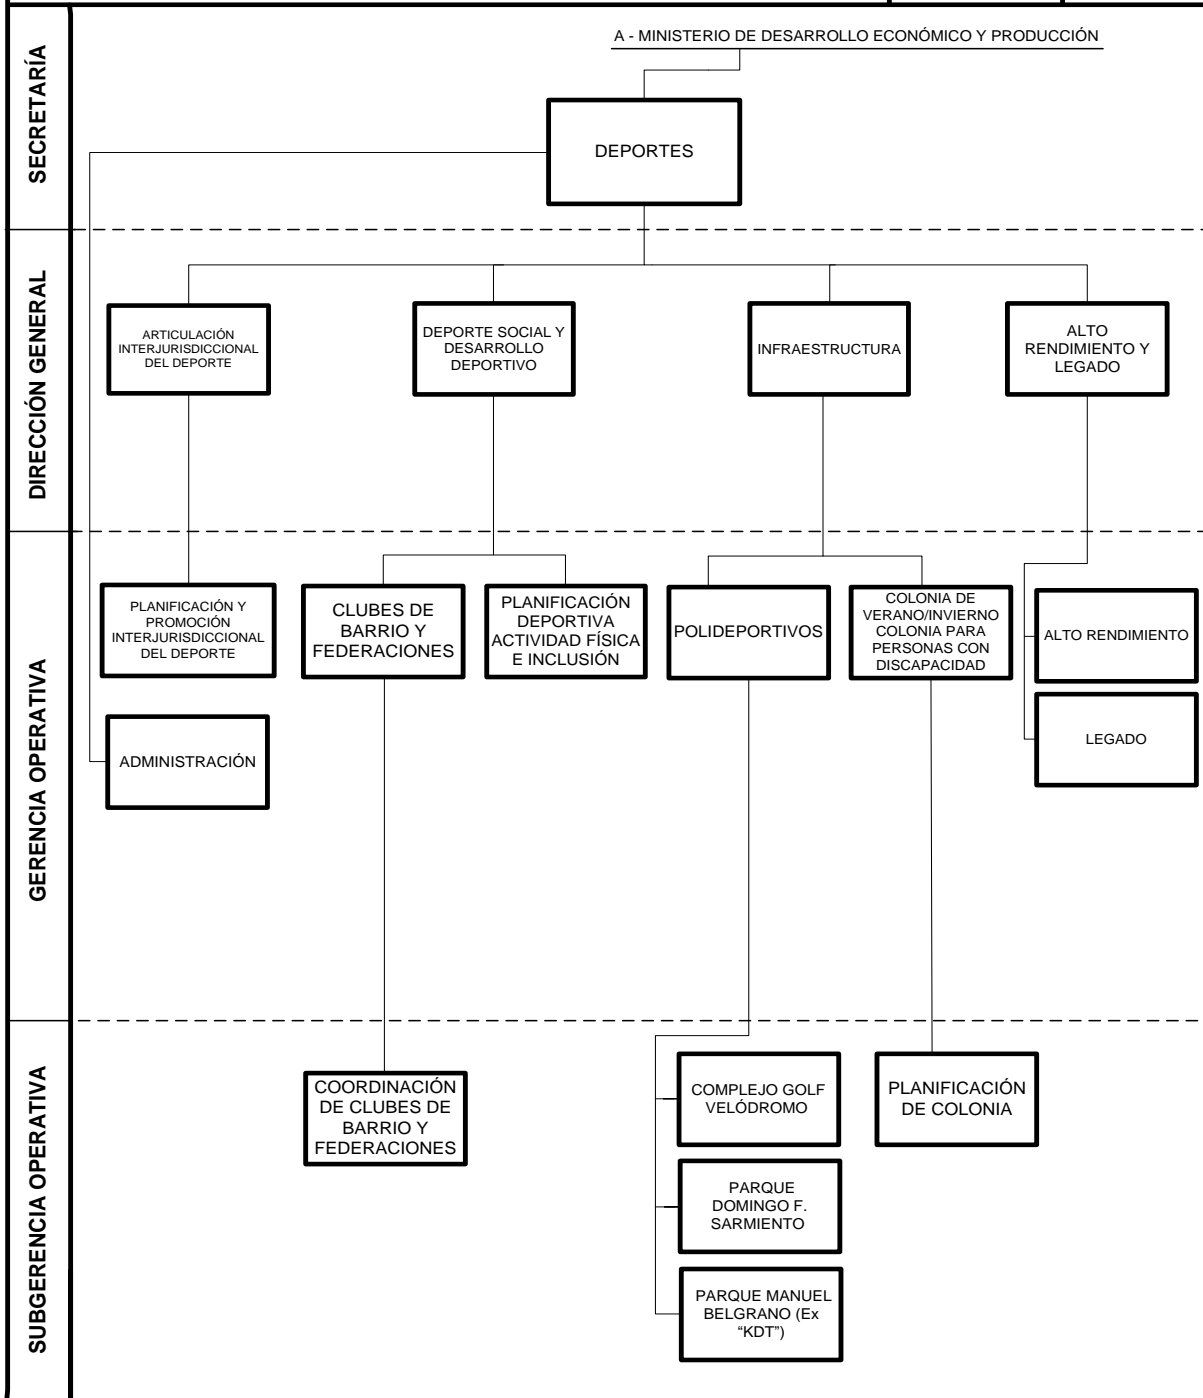 A - MINISTERIO DE DESARROLLO ECONÓMICO Y PRODUCCIÓN
SECRETARÍA
DEPORTES
DIRECCIÓN GENERAL
ARTICULACIÓN
INTERJURISDICCIONAL
DEL DEPORTE
DEPORTE SOCIAL Y
DESARROLLO
DEPORTIVO
INFRAESTRUCTURA
ALTO
RENDIMIENTO Y
LEGADO
GERENCIA OPERATIVA
PLANIFICACIÓN Y
PROMOCIÓN
INTERJURISDICCIONAL
DEL DEPORTE
CLUBES DE
BARRIO Y
FEDERACIONES
PLANIFICACIÓN
DEPORTIVA
ACTIVIDAD FÍSICA
E INCLUSIÓN
POLIDEPORTIVOS
COLONIA DE
VERANO/INVIERNO
COLONIA PARA
PERSONAS CON
DISCAPACIDAD
ALTO RENDIMIENTO
ADMINISTRACIÓN
LEGADO
SUBGERENCIA OPERATIVA
COORDINACIÓN
DE CLUBES DE
BARRIO Y
FEDERACIONES
COMPLEJO GOLF
VELÓDROMO
PLANIFICACIÓN
DE COLONIA
PARQUE
DOMINGO F.
SARMIENTO
PARQUE MANUEL
BELGRANO (Ex
“KDT”)